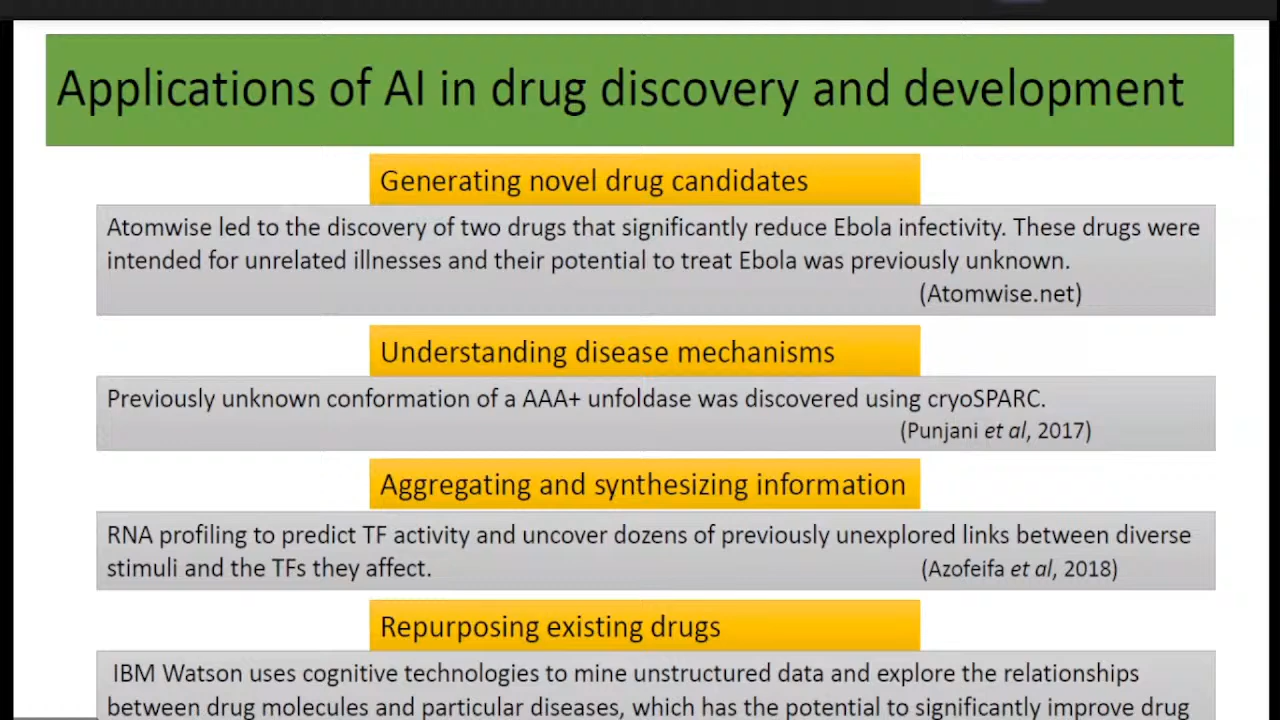 Applications of AI in drug discovery and development
Generating novel drug candidates
Atomwise led to the discovery of two drugs that significantly reduce Ebola infectivity. These drugs were
intended for unrelated illnesses and their potential to treat Ebola was previously unknown.
(Atomwise.net)
Understanding disease mechanisms
Previously unknown conformation of a AAA+ unfoldase was discovered using cryoSPARC.
(Punjani et al, 2017)
Aggregating and synthesizing information
RNA profiling to predict TF activity and uncover dozens of previously unexplored links between diverse
stimuli and the TFs they affect. (Azofeifa et al, 2018)
Repurposing existing drugs
IBM Watson uses cognitive technologies to mine unstructured data and explore the relationships
between drug molecules and particular diseases, which has the potential to significantly improve drug